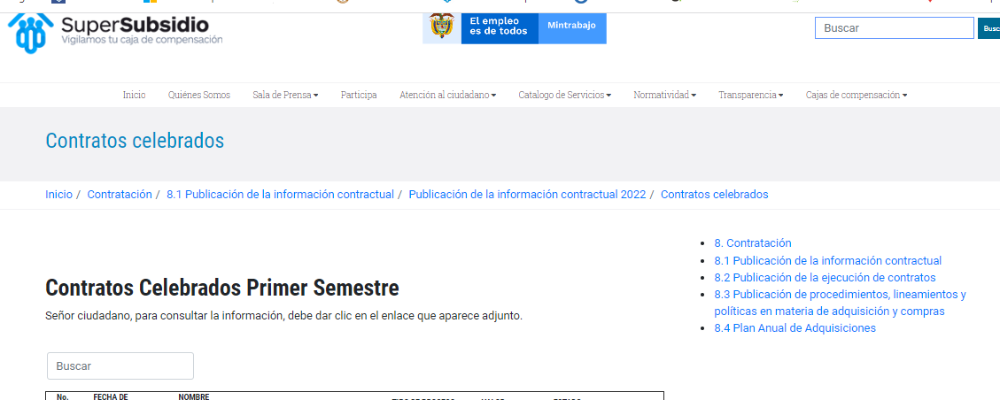 SuperSubsidio
Vigilamos tu caja de compensación
El empleo
es de todos
Mintrabajo
Buscar
Busc
Inicio
Quiénes Somos
Sala de Prensa
Participa
Atención al ciudadano
Catalogo de Servicios
Normatividad
Transparencia
Cajas de compensación
Contratos celebrados
Inicio / Contratación / 8.1 Publicación de la información contractual / Publicación de la información contractual 2022 / Contratos celebrados
8. Contratación
8.1 Publicación de la información contractual
8.2 Publicación de la ejecución de contratos
8.3 Publicación de procedimientos, lineamientos y
políticas en materia de adquisición y compras
8.4 Plan Anual de Adquisiciones
Contratos Celebrados Primer Semestre
Señor ciudadano, para consultar la información, debe dar clic en el enlace que aparece adjunto.
Buscar
No.
FECHA DE
NOMBRE